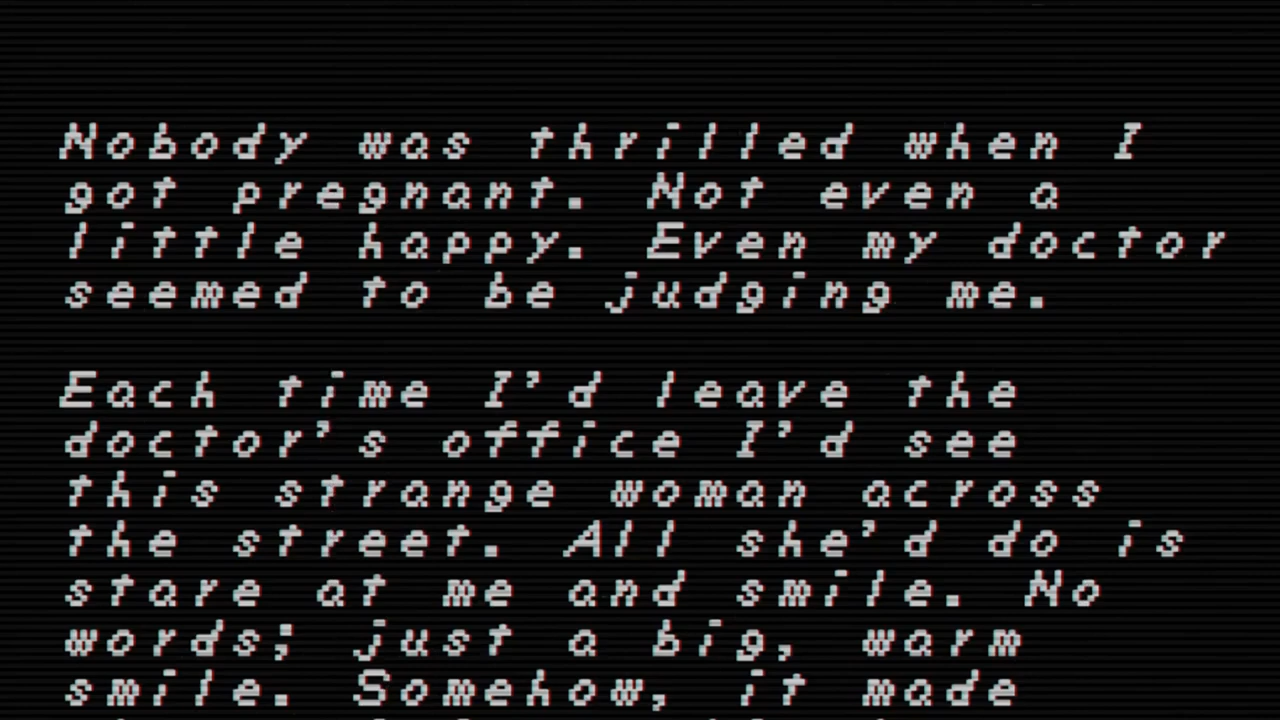 Nobody was thrilled when I
got pregnant. Not even a
little happy. Even my doctor
seemed to be judging me.
Each time I'd leave the
doctor's office I'd see
this strange woman across
the street. All she'd do is
stare at me and smile. No
words; just a big, warm
smile. Somehow, it made